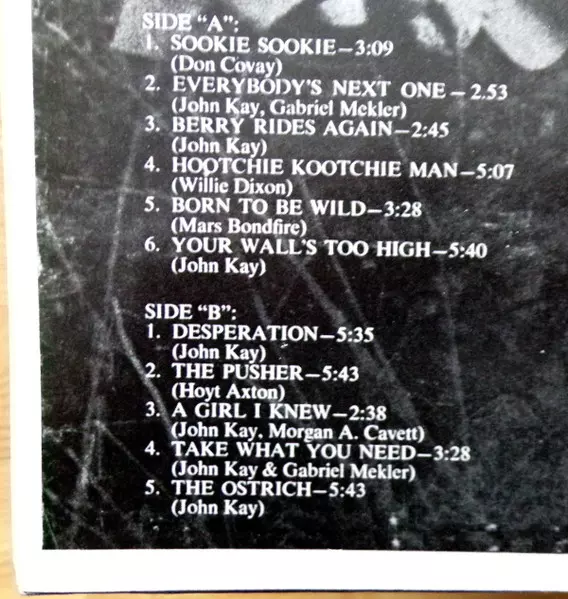 SIDE "A":
1. SOOKIE SOOKIE—3:09
(Don Covay)
2. EVERYBODY'S NEXT ONE—2.53
(John Kay, Gabriel Mekler)
3. BERRY RIDES AGAIN—2:45
(John Kay)
4. HOOTCHIE KOOTCHIE MAN—5:07
(Willie Dixon)
5. BORN TO BE WILD—3:28
(Mars Bondfire)
6. YOUR WALL'S TOO HIGH—5:40
(John Kay)
SIDE "B":
1. DESPERATION—5:35
(John Kay)
2. THE PUSHER—5:43
(Hoyt Axton)
3. A GIRL I KNEW—2:38
(John Kay, Morgan A. Cavett)
4. TAKE WHAT YOU NEED—3:28
(John Kay & Gabriel Mekler)
5. THE OSTRICH—5:43
(John Kay)